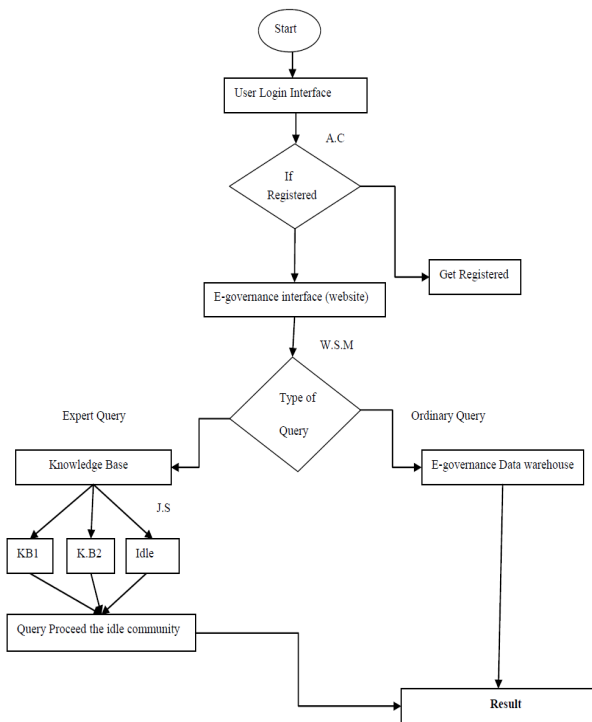 Start
User Login Interface
A.C
If
Registered
Get Registered
E-governance interface (website)
W.S.M
Type of
Query
Expert Query
Ordinary Query
Knowledge Base
E-governance Data warehouse
J.S
KB1
K.B2
Idle
Query Proceed the idle community
Result